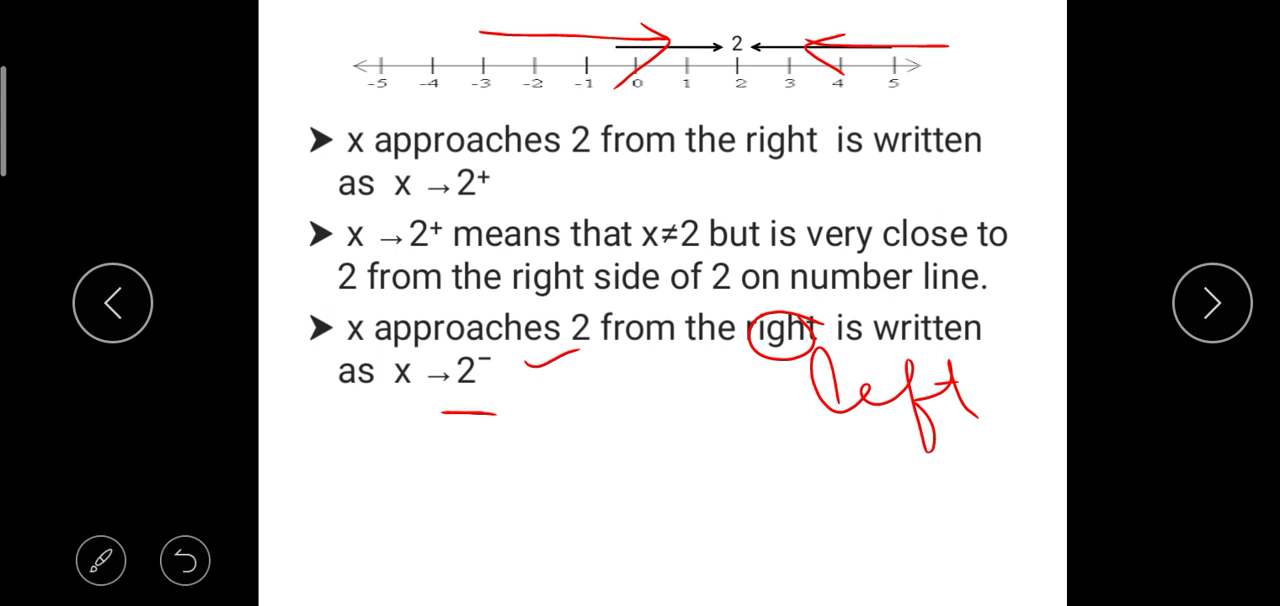 2
-5 -4 -3 -2 -1 0 1 2 3 4 5
➤ x approaches 2 from the right is written
as x →2⁺
➤ x →2⁺ means that x≠2 but is very close to
2 from the right side of 2 on number line.
➤ x approaches 2 from the right is written
as x →2⁻
left